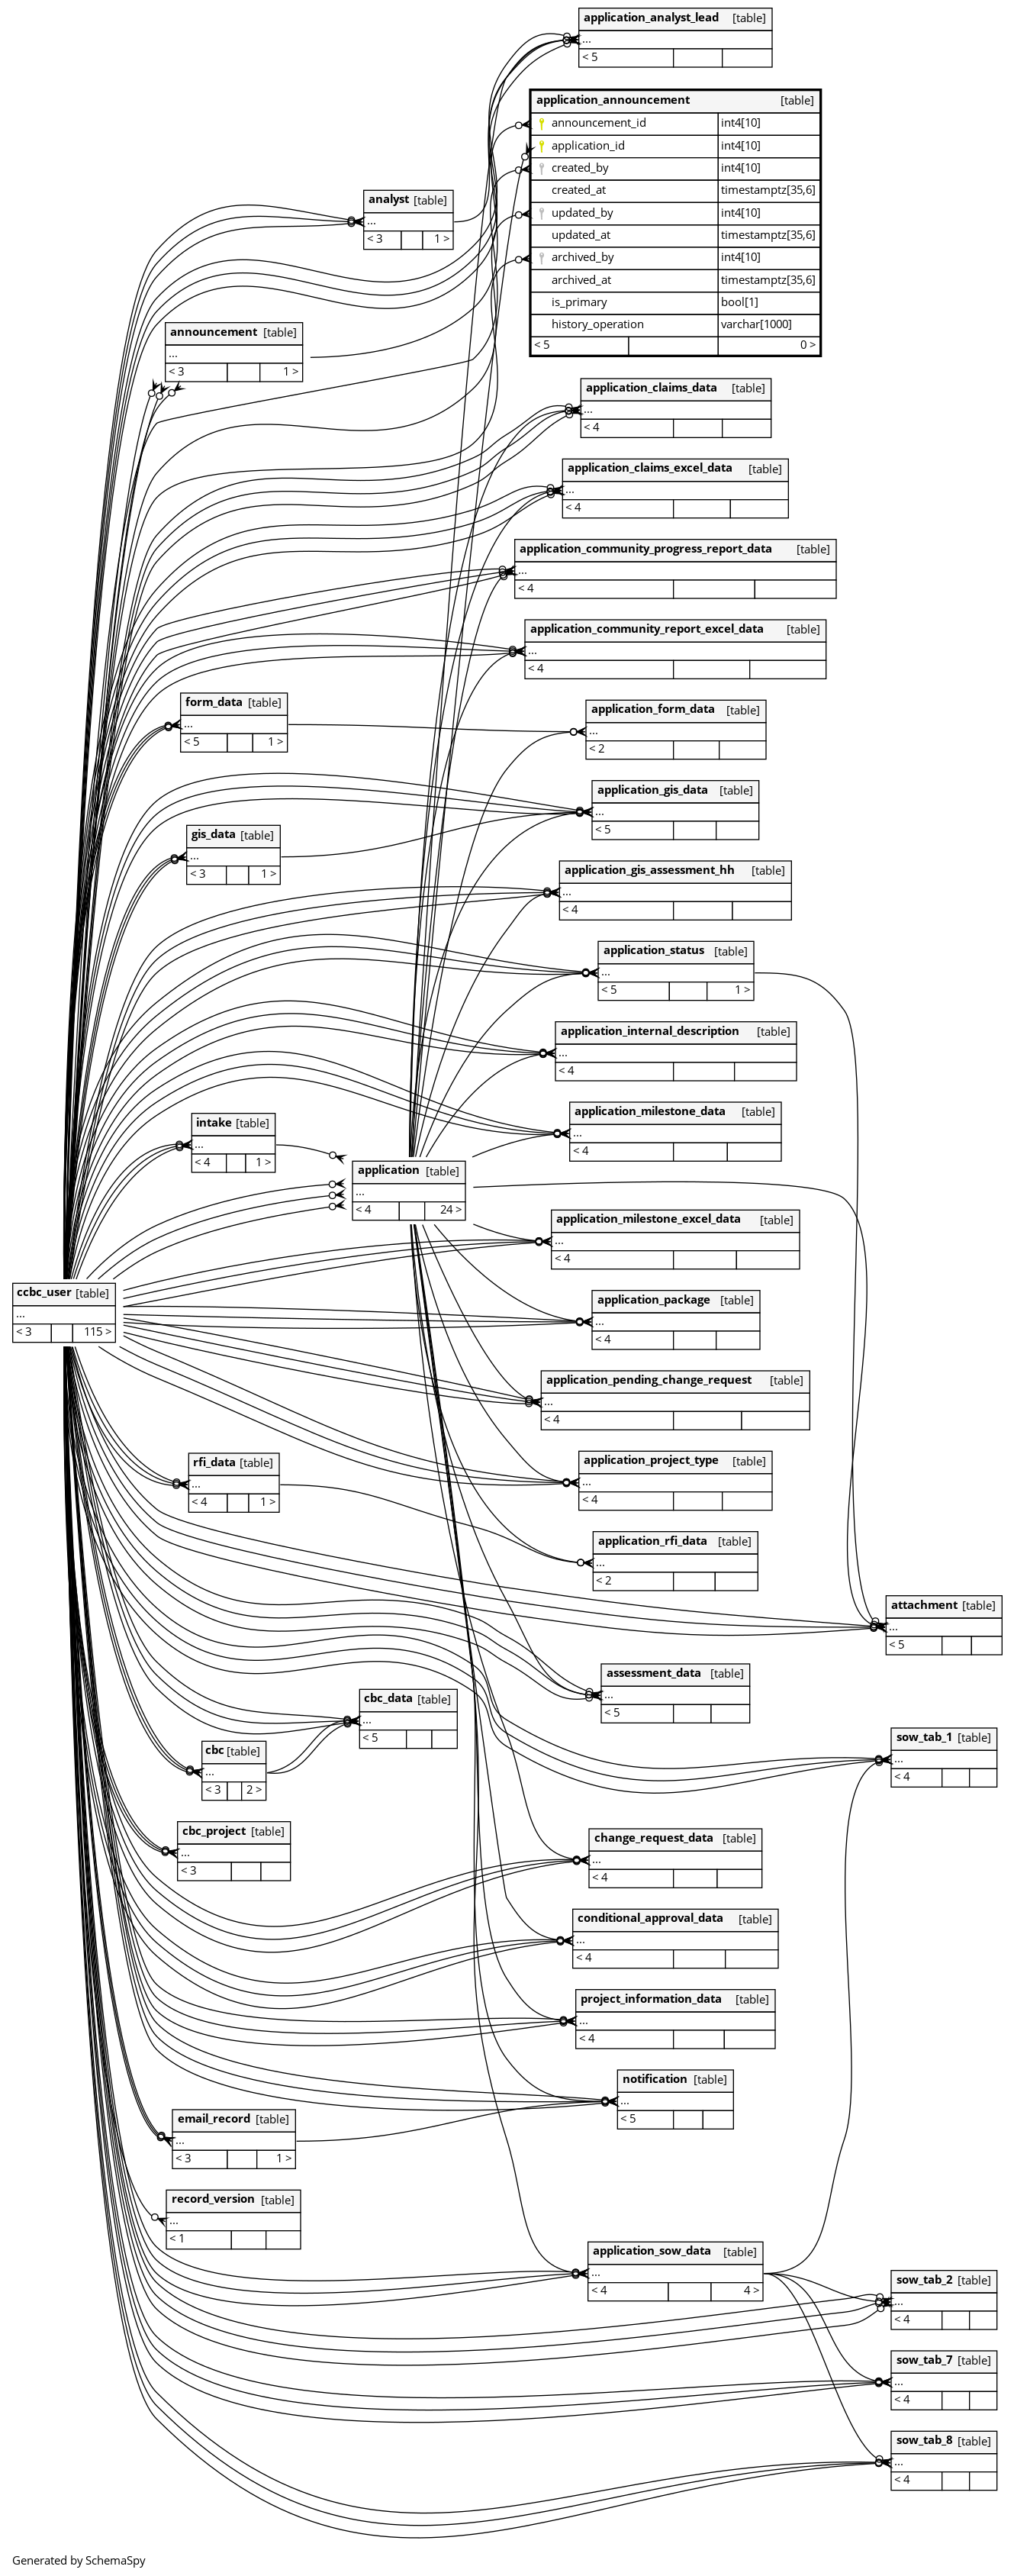 application_analyst_lead [table]
...
< 5
application_announcement [table]
announcement_id int4[10]
application_id int4[10]
created_by int4[10]
created_at timestamptz[35,6]
updated_by int4[10]
updated_at timestamptz[35,6]
archived_by int4[10]
archived_at timestamptz[35,6]
is_primary bool[1]
history_operation varchar[1000]
< 5 0 >
analyst [table]
...
< 3 1 >
announcement [table]
...
< 3 1 >
application_claims_data [table]
...
< 4
application_claims_excel_data [table]
...
< 4
application_community_progress_report_data [table]
...
< 4
application_community_report_excel_data [table]
...
< 4
form_data [table]
...
< 5 1 >
application_form_data [table]
...
< 2
application_gis_data [table]
...
< 5
gis_data [table]
...
< 3 1 >
application_gis_assessment_hh [table]
...
< 4
application_status [table]
...
< 5 1 >
application_internal_description [table]
...
< 4
application_milestone_data [table]
...
< 4
intake [table]
...
< 4 1 >
application [table]
...
< 4 24 >
application_milestone_excel_data [table]
...
< 4
ccbc_user [table]
...
< 3 115 >
application_package [table]
...
< 4
application_pending_change_request [table]
...
< 4
application_project_type [table]
...
< 4
rfi_data [table]
...
< 4 1 >
application_rfi_data [table]
...
< 2
attachment [table]
...
< 5
assessment_data [table]
...
< 5
cbc_data [table]
...
< 5
sow_tab_1 [table]
...
< 4
cbc [table]
...
< 3 2 >
cbc_project [table]
...
< 3
change_request_data [table]
...
< 4
conditional_approval_data [table]
...
< 4
project_information_data [table]
...
< 4
notification [table]
...
< 5
email_record [table]
...
< 3 1 >
record_version [table]
...
< 1
application_sow_data [table]
...
< 4 4 >
sow_tab_2 [table]
...
< 4
sow_tab_7 [table]
...
< 4
sow_tab_8 [table]
...
< 4
Generated by SchemaSpy